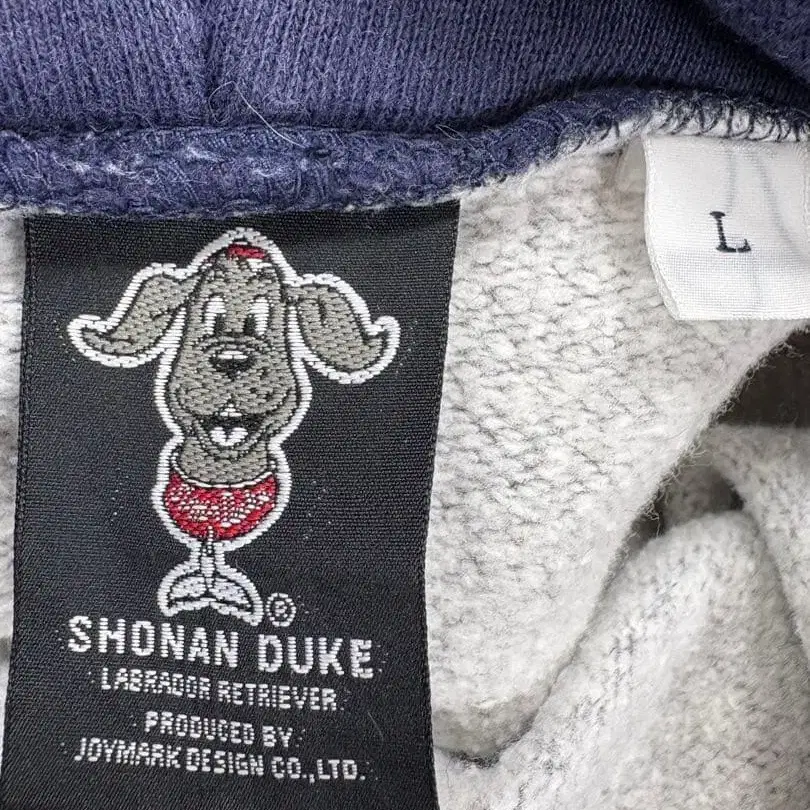 L
®
SHONAN DUKE
LABRADOR RETRIEVER
PRODUCED BY
JOYMARK DESIGN CO.,LTD.